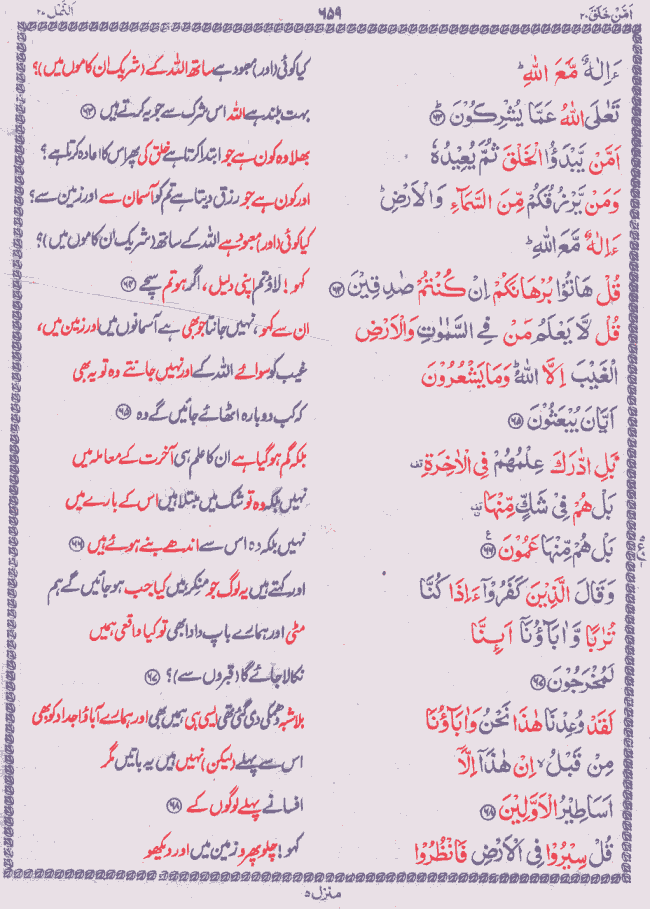 اَمَّنْ خَلَقَ ٢٠
٦٥٩
اَلنَّمْل ٢٧
ءَاِلٰهٌ مَّعَ اللّٰهِ ؕ
کیا کوئی (اور) معبود ہے ساتھ اللہ کے (شریک ان کاموں میں)؟
تَعٰلَى اللّٰهُ عَمَّا يُشْرِكُوْنَ ﴿٦٣﴾
بہت بلند ہے اللہ اس شرک سے جو یہ کرتے ہیں ﴿٦٣﴾
اَمَّنْ يَّبْدَؤُا الْخَلْقَ ثُمَّ يُعِيْدُهٗ
بھلا وہ کون ہے جو ابتدا کرتا ہے خلق کی پھر اس کا اعادہ کرتا ہے؟
وَمَنْ يَّرْزُقُكُمْ مِّنَ السَّمَآءِ وَالْاَرْضِ ؕ
اور کون ہے جو رزق دیتا ہے تم کو آسمان سے اور زمین سے؟
ءَاِلٰهٌ مَّعَ اللّٰهِ ؕ
کیا کوئی (اور) معبود ہے اللہ کے ساتھ (شریک ان کاموں میں)؟
قُلْ هَاتُوْا بُرْهَانَكُمْ اِنْ كُنْتُمْ صٰدِقِيْنَ ﴿٦٤﴾
کہو! لاؤ تم اپنی دلیل، اگر ہو تم سچے ﴿٦٤﴾
قُلْ لَّا يَعْلَمُ مَنْ فِي السَّمٰوٰتِ وَالْاَرْضِ
ان سے کہو، نہیں جانتا جو بھی ہے آسمانوں میں اور زمین میں،
الْغَيْبَ اِلَّا اللّٰهُ ؕ وَمَا يَشْعُرُوْنَ
غیب کو سوائے اللہ کے اور نہیں جانتے وہ تو یہ بھی
اَيَّانَ يُبْعَثُوْنَ ﴿٦٥﴾
کہ کب دوبارہ اٹھائے جائیں گے وہ ﴿٦٥﴾
بَلِ ادّٰرَكَ عِلْمُهُمْ فِي الْاٰخِرَةِ
بلکہ گم ہو گیا ہے ان کا علم ہی آخرت کے معاملہ میں
بَلْ هُمْ فِيْ شَكٍّ مِّنْهَا
نہیں بلکہ وہ تو شک میں مبتلا ہیں اس کے بارے میں
بَلْ هُمْ مِّنْهَا عَمُوْنَ ﴿٦٦﴾
نہیں بلکہ وہ اس سے اندھے بنے ہوئے ہیں ﴿٦٦﴾
وَقَالَ الَّذِيْنَ كَفَرُوْٓا ءَاِذَا كُنَّا
اور کہتے ہیں یہ لوگ جو منکر ہیں کیا جب ہو جائیں گے ہم
تُرٰبًا وَّاٰبَآؤُنَآ اَئِنَّا
مٹی اور ہمارے باپ دادا بھی تو کیا واقعی ہمیں
لَمُخْرَجُوْنَ ﴿٦٧﴾
نکالا جائے گا (قبروں سے)؟ ﴿٦٧﴾
لَقَدْ وُعِدْنَا هٰذَا نَحْنُ وَاٰبَآؤُنَا
بلاشبہ دھمکی دی گئی تھی ایسی ہی ہمیں بھی اور ہمارے آباؤ اجداد کو بھی
مِنْ قَبْلُ ۙ اِنْ هٰذَآ اِلَّآ
اس سے پہلے (لیکن) نہیں ہیں یہ باتیں مگر
اَسَاطِيْرُ الْاَوَّلِيْنَ ﴿٦٨﴾
افسانے پہلے لوگوں کے ﴿٦٨﴾
قُلْ سِيْرُوْا فِي الْاَرْضِ فَانْظُرُوْا
کہو! چلو پھرو زمین میں اور دیکھو
منزل ٥